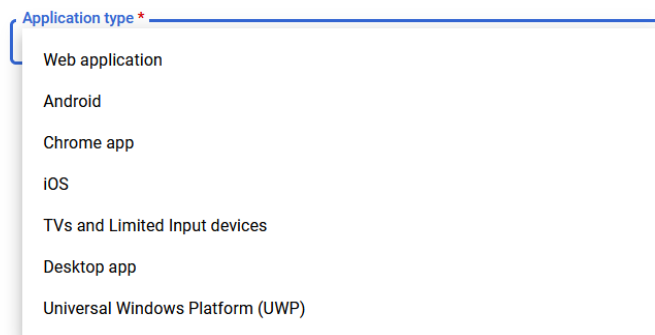 Application type *
Web application
Android
Chrome app
iOS
TVs and Limited Input devices
Desktop app
Universal Windows Platform (UWP)